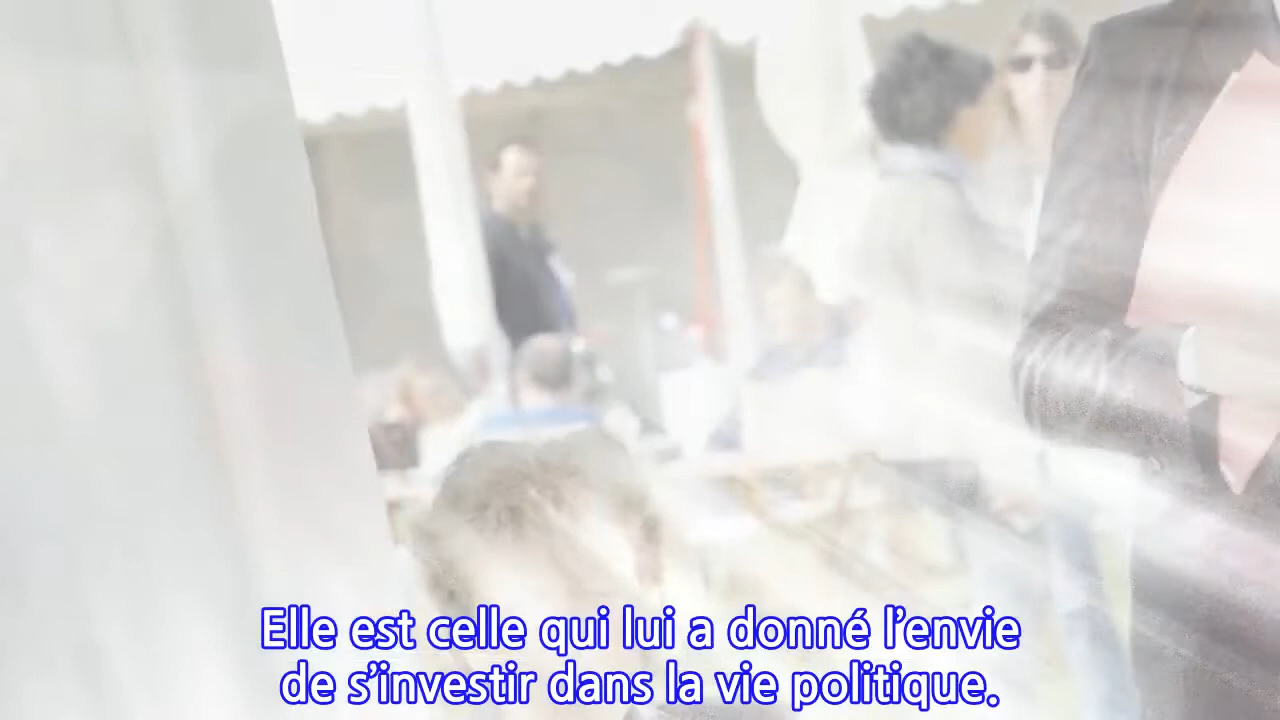 Elle est celle qui lui a donné l'envie
de s'investir dans la vie politique.